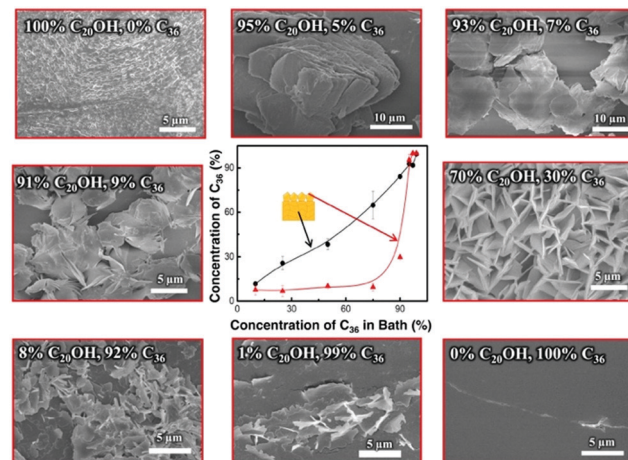 100% C₂₀OH, 0% C₃₆
5 µm
95% C₂₀OH, 5% C₃₆
10 µm
93% C₂₀OH, 7% C₃₆
10 µm
91% C₂₀OH, 9% C₃₆
5 µm
Concentration of C₃₆ (%)
90
60
30
0
0 30 60 90
Concentration of C₃₆ in Bath (%)
70% C₂₀OH, 30% C₃₆
5 µm
8% C₂₀OH, 92% C₃₆
5 µm
1% C₂₀OH, 99% C₃₆
5 µm
0% C₂₀OH, 100% C₃₆
5 µm